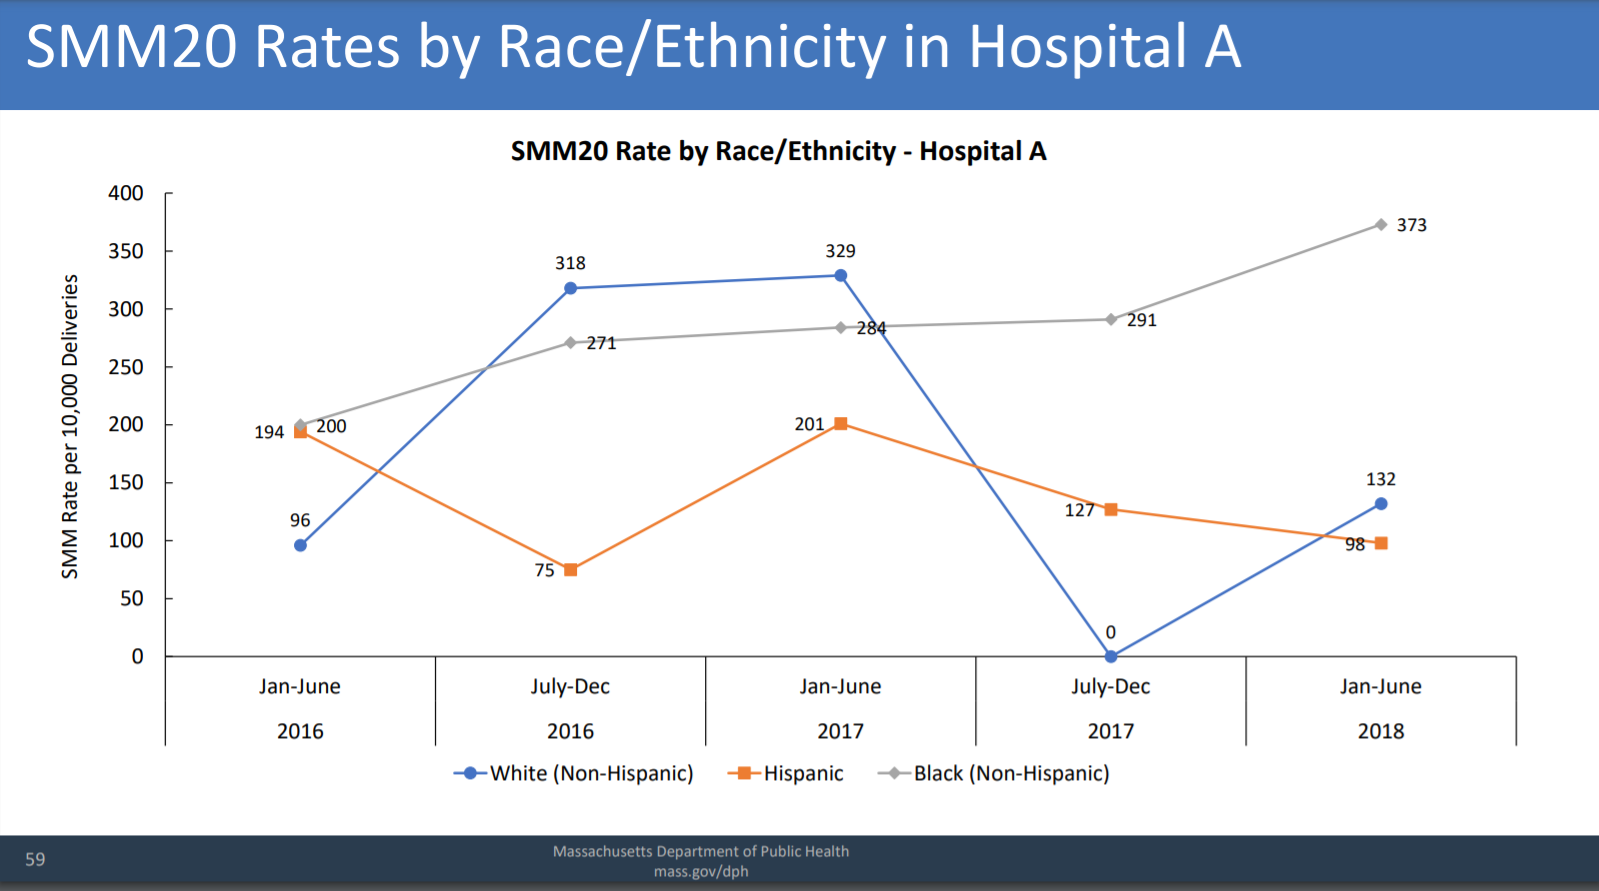 SMM20 Rates by Race/Ethnicity in Hospital A
SMM20 Rate by Race/Ethnicity - Hospital A
SMM Rate per 10,000 Deliveries
400
350
300
250
200
150
100
50
0
96
318
329
0
132
194
75
201
127
98
200
271
284
291
373
Jan-June
July-Dec
Jan-June
July-Dec
Jan-June
2016
2016
2017
2017
2018
White (Non-Hispanic)
Hispanic
Black (Non-Hispanic)
59
Massachusetts Department of Public Health
mass.gov/dph